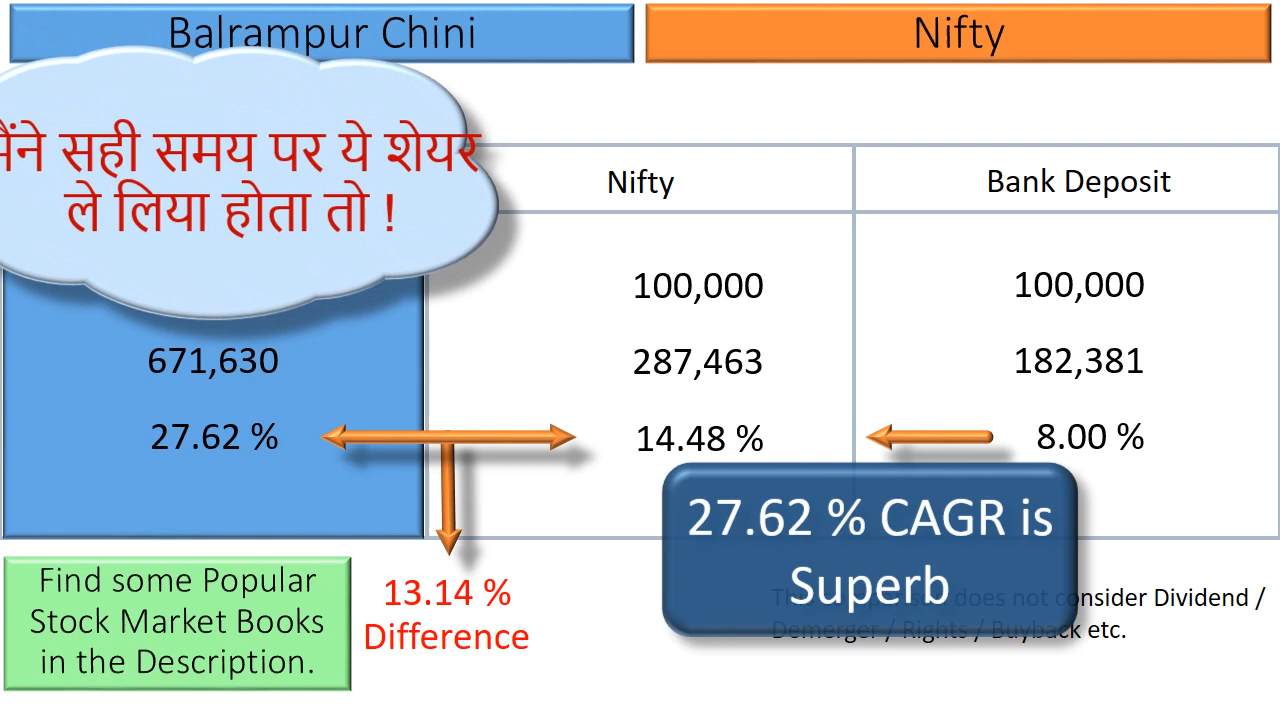 Balrampur Chini
Nifty
मैंने सही समय पर ये शेयर
ले लिया होता तो !
Nifty
Bank Deposit
100,000
100,000
671,630
287,463
182,381
27.62 %
14.48 %
8.00 %
27.62 % CAGR is
Superb
Find some Popular
Stock Market Books
in the Description.
13.14 %
Difference
does not consider Dividend /
Demerger / Rights / Buyback etc.